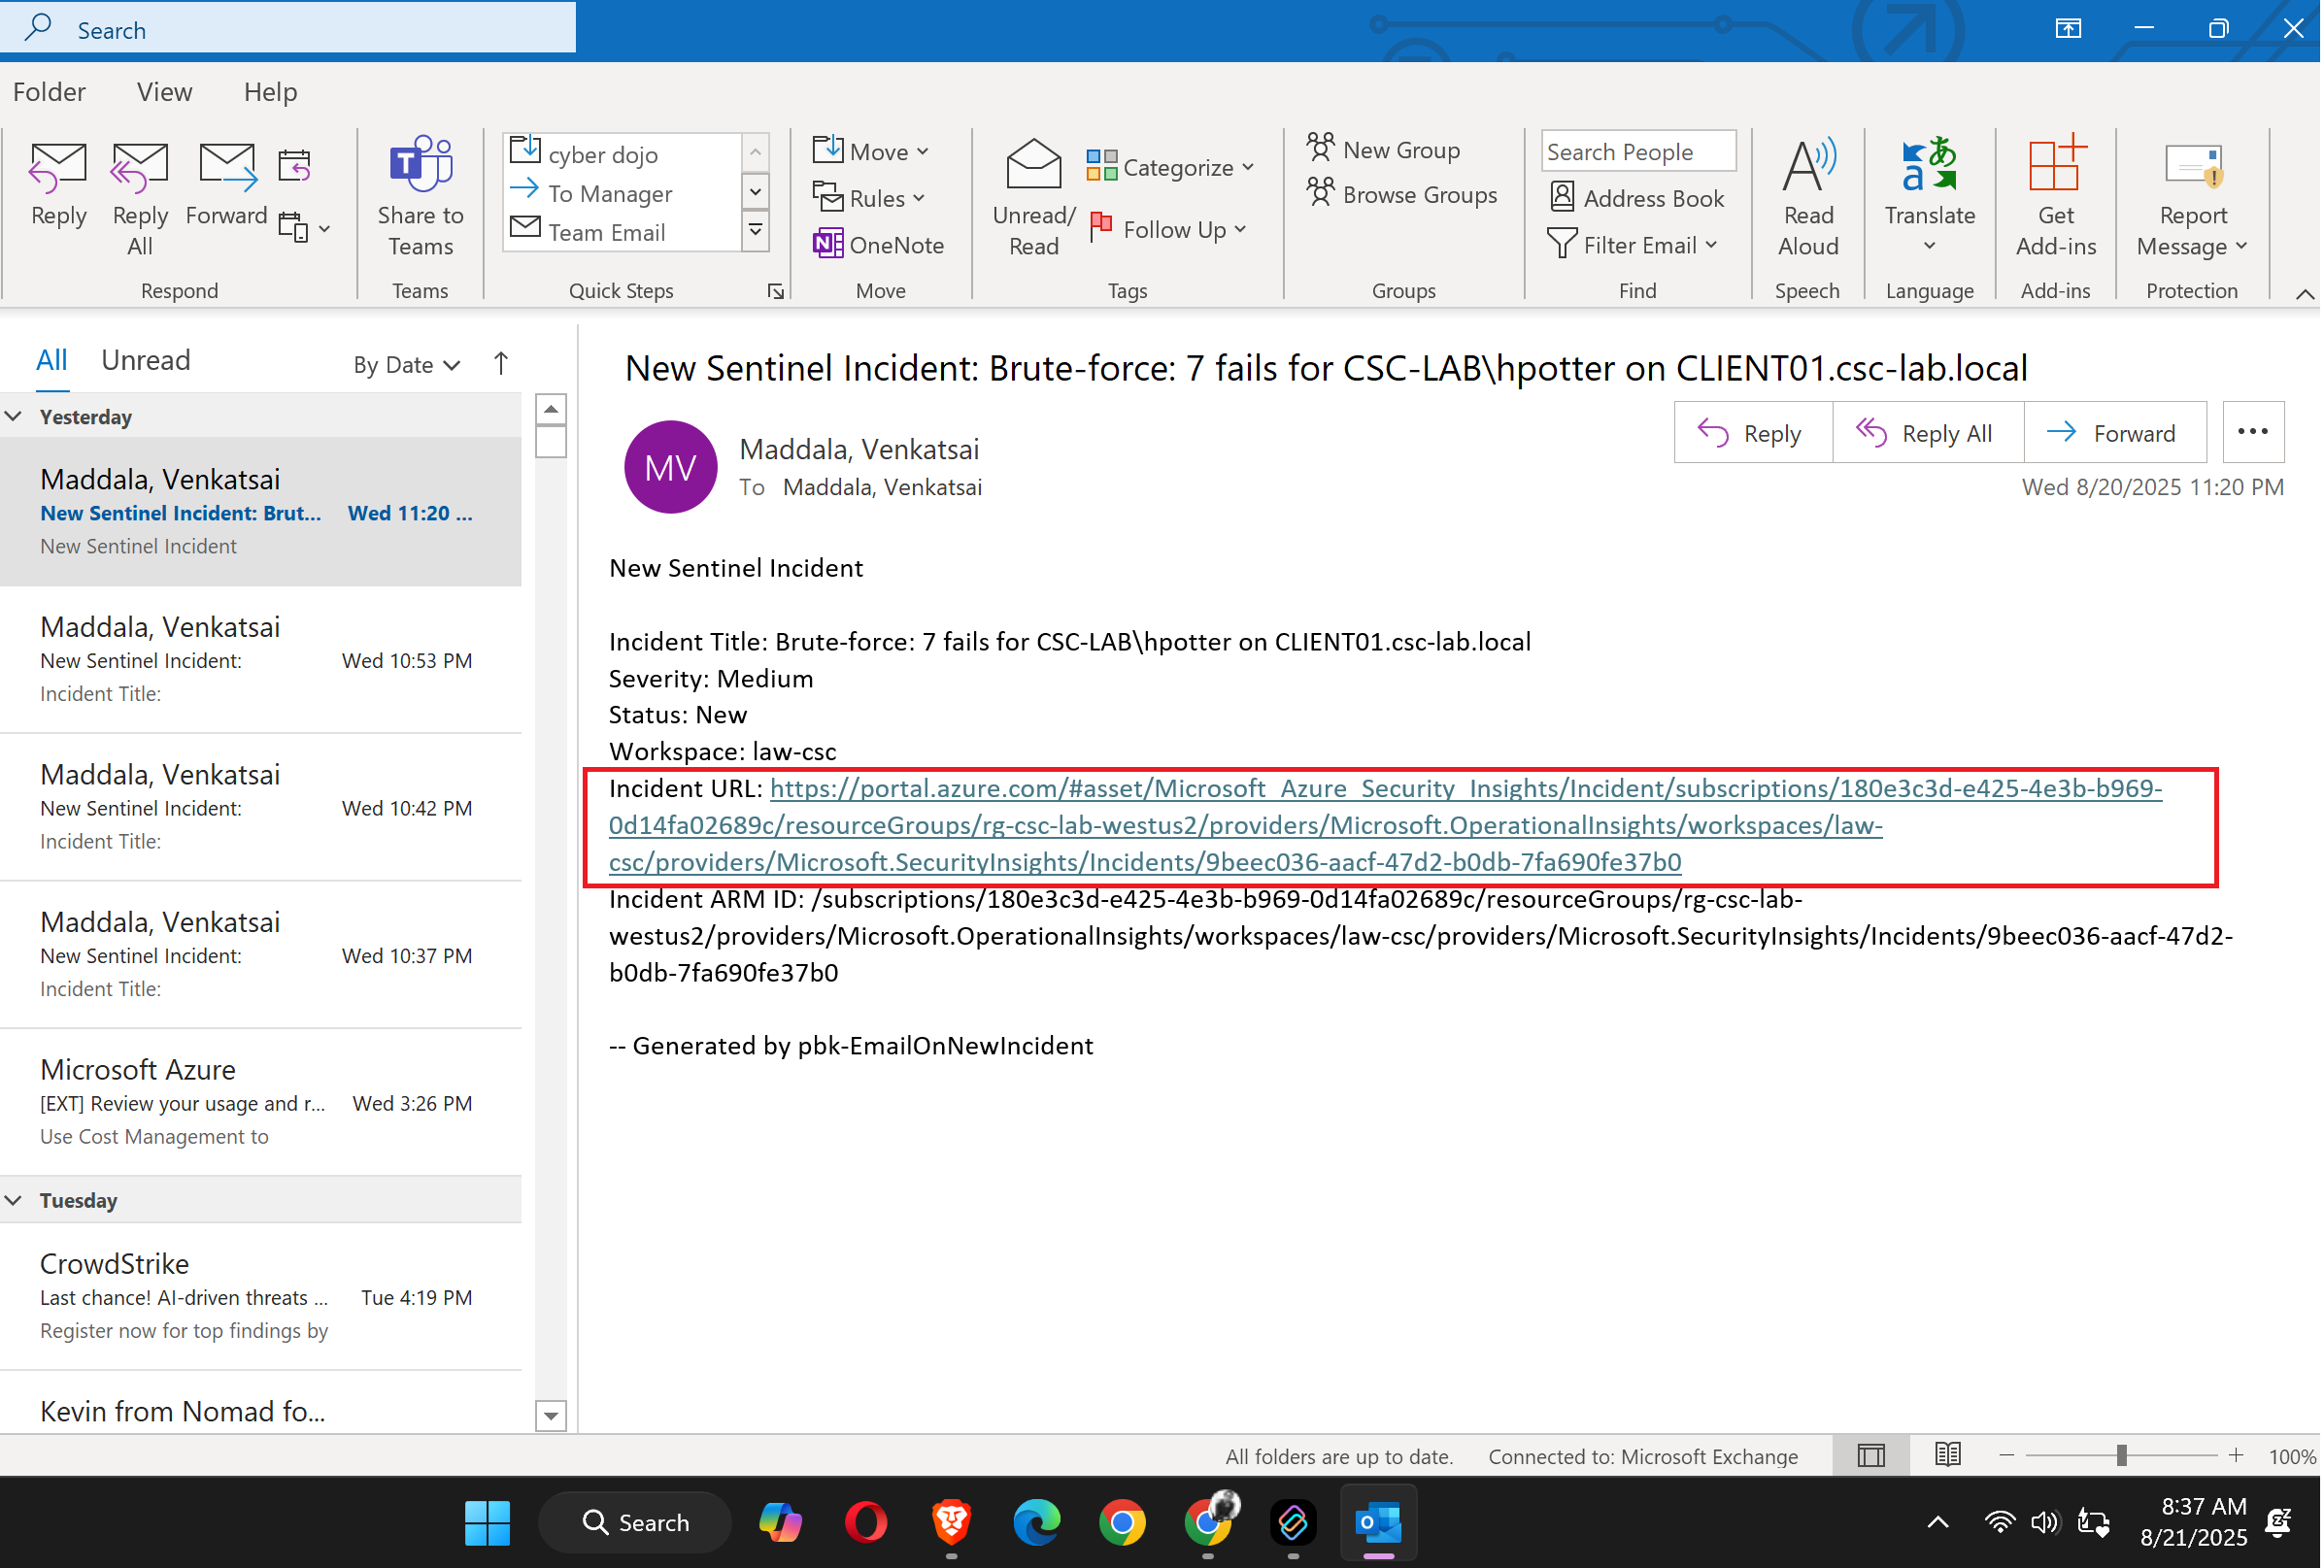 Search
Folder View Help
Reply
Reply All
Forward
Respond
Share to Teams
Teams
cyber dojo
To Manager
Team Email
Quick Steps
Move
Rules
OneNote
Move
Unread/ Read
Categorize
Follow Up
Tags
New Group
Browse Groups
Groups
Search People
Address Book
Filter Email
Find
Read Aloud
Speech
Translate
Language
Get Add-ins
Add-ins
Report Message
Protection
All Unread By Date
Yesterday
Maddala, Venkatsai
New Sentinel Incident: Brut... Wed 11:20 ...
New Sentinel Incident
Maddala, Venkatsai
New Sentinel Incident: Wed 10:53 PM
Incident Title:
Maddala, Venkatsai
New Sentinel Incident: Wed 10:42 PM
Incident Title:
Maddala, Venkatsai
New Sentinel Incident: Wed 10:37 PM
Incident Title:
Microsoft Azure
[EXT] Review your usage and r... Wed 3:26 PM
Use Cost Management to
Tuesday
CrowdStrike
Last chance! AI-driven threats ... Tue 4:19 PM
Register now for top findings by
Kevin from Nomad fo...
New Sentinel Incident: Brute-force: 7 fails for CSC-LAB\hpotter on CLIENT01.csc-lab.local
MV
Maddala, Venkatsai
To Maddala, Venkatsai
Reply Reply All Forward
Wed 8/20/2025 11:20 PM
New Sentinel Incident
Incident Title: Brute-force: 7 fails for CSC-LAB\hpotter on CLIENT01.csc-lab.local
Severity: Medium
Status: New
Workspace: law-csc
Incident URL: https://portal.azure.com/#asset/Microsoft_Azure_Security_Insights/Incident/subscriptions/180e3c3d-e425-4e3b-b969-
0d14fa02689c/resourceGroups/rg-csc-lab-westus2/providers/Microsoft.OperationalInsights/workspaces/law-
csc/providers/Microsoft.SecurityInsights/Incidents/9beec036-aacf-47d2-b0db-7fa690fe37b0
Incident ARM ID: /subscriptions/180e3c3d-e425-4e3b-b969-0d14fa02689c/resourceGroups/rg-csc-lab-
westus2/providers/Microsoft.OperationalInsights/workspaces/law-csc/providers/Microsoft.SecurityInsights/Incidents/9beec036-aacf-47d2-
b0db-7fa690fe37b0
-- Generated by pbk-EmailOnNewIncident
All folders are up to date. Connected to: Microsoft Exchange 100%
Search
8:37 AM
8/21/2025